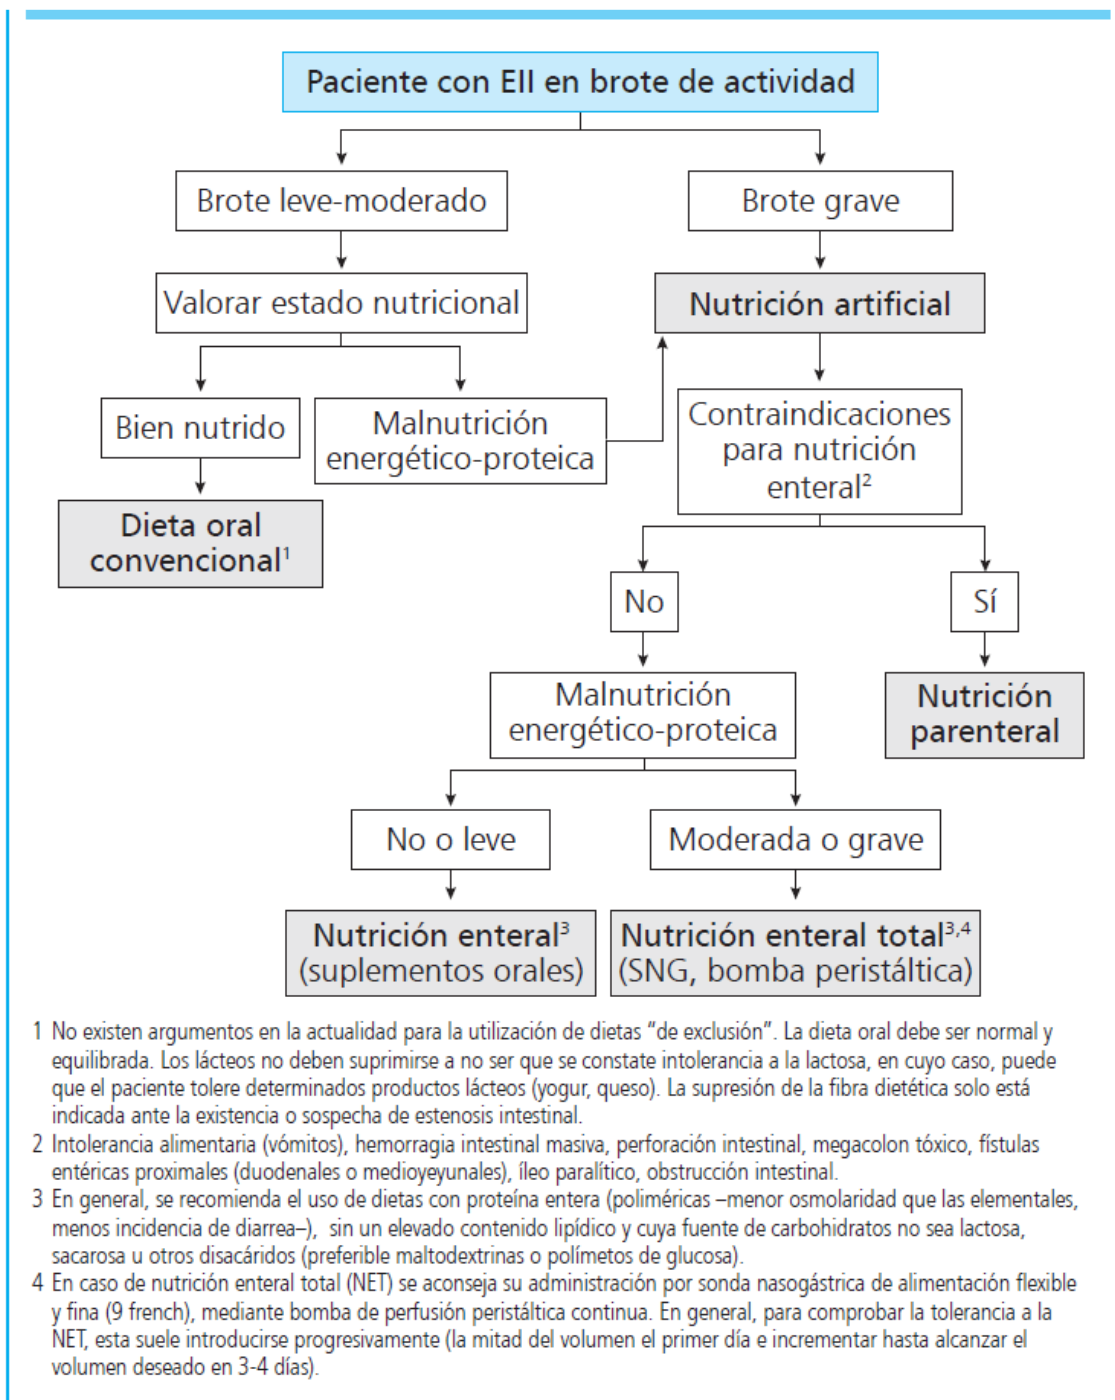 Paciente con EII en brote de actividad
Brote leve-moderado
Brote grave
Valorar estado nutricional
Nutrición artificial
Bien nutrido
Malnutrición
energético-proteica
Contraindicaciones
para nutrición
enteral²
Dieta oral
convencional¹
No
Sí
Malnutrición
energético-proteica
Nutrición
parenteral
No o leve
Moderada o grave
Nutrición enteral³
(suplementos orales)
Nutrición enteral total³,⁴
(SNG, bomba peristáltica)
1 No existen argumentos en la actualidad para la utilización de dietas “de exclusión”. La dieta oral debe ser normal y
equilibrada. Los lácteos no deben suprimirse a no ser que se constate intolerancia a la lactosa, en cuyo caso, puede
que el paciente tolere determinados productos lácteos (yogur, queso). La supresión de la fibra dietética solo está
indicada ante la existencia o sospecha de estenosis intestinal.
2 Intolerancia alimentaria (vómitos), hemorragia intestinal masiva, perforación intestinal, megacolon tóxico, fístulas
entéricas proximales (duodenales o medioyeyunales), íleo paralítico, obstrucción intestinal.
3 En general, se recomienda el uso de dietas con proteína entera (poliméricas –menor osmolaridad que las elementales,
menos incidencia de diarrea–), sin un elevado contenido lipídico y cuya fuente de carbohidratos no sea lactosa,
sacarosa u otros disacáridos (preferible maltodextrinas o polímetos de glucosa).
4 En caso de nutrición enteral total (NET) se aconseja su administración por sonda nasogástrica de alimentación flexible
y fina (9 french), mediante bomba de perfusión peristáltica continua. En general, para comprobar la tolerancia a la
NET, esta suele introducirse progresivamente (la mitad del volumen el primer día e incrementar hasta alcanzar el
volumen deseado en 3-4 días).